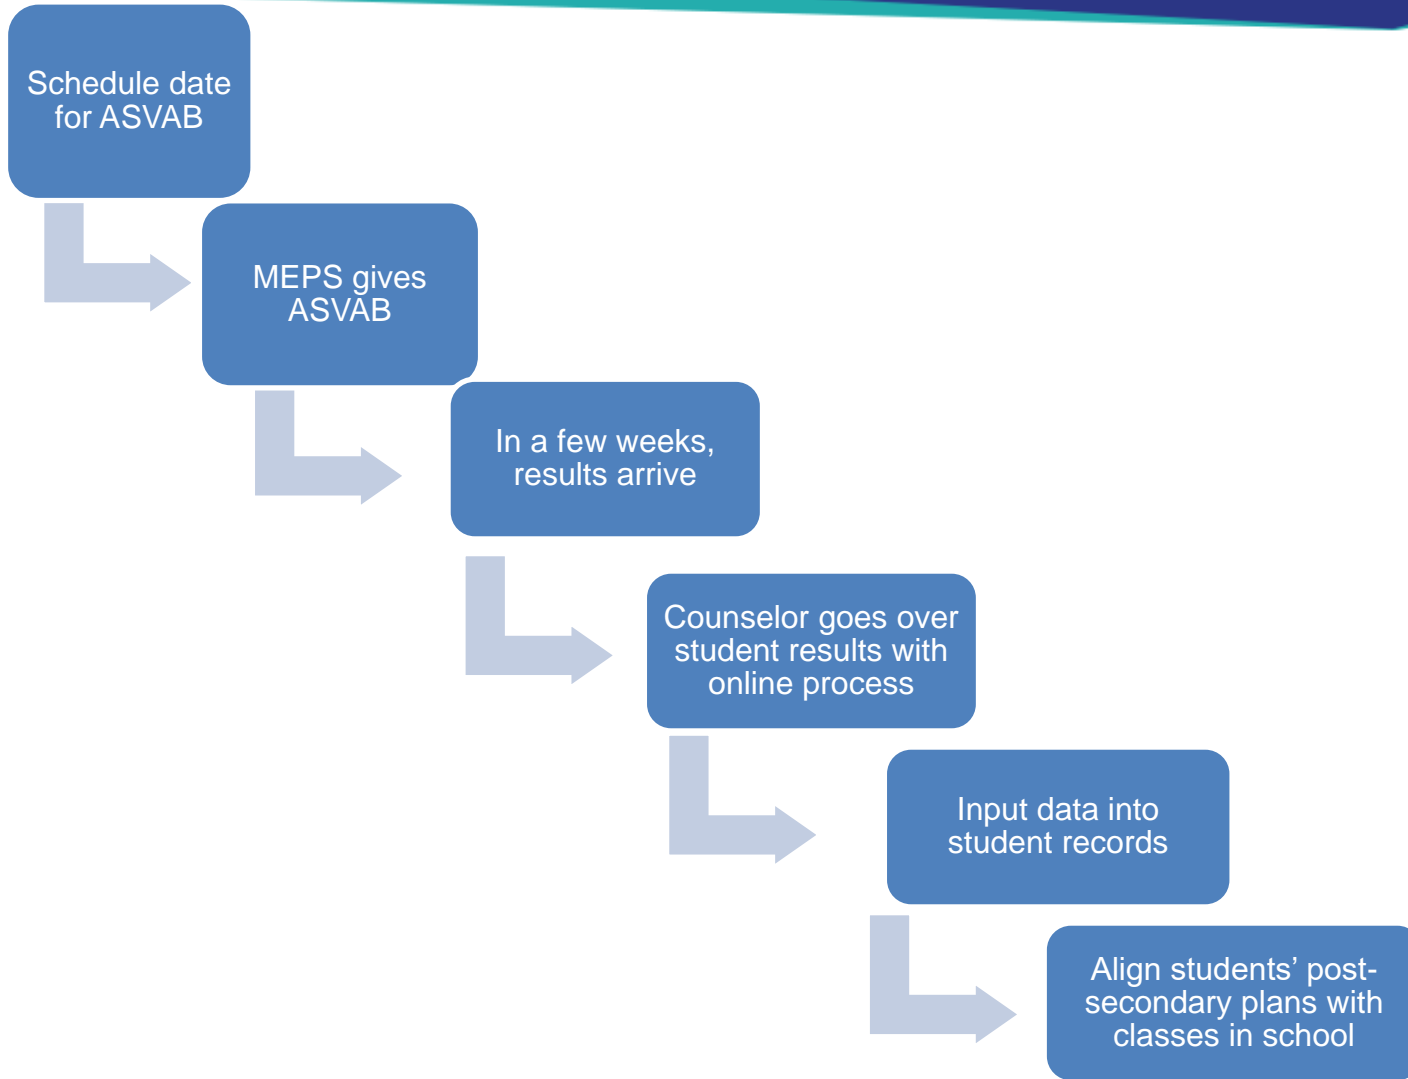 Schedule date
for ASVAB
MEPS gives
ASVAB
In a few weeks,
results arrive
Counselor goes over
student results with
online process
Input data into
student records
Align students’ post-
secondary plans with
classes in school